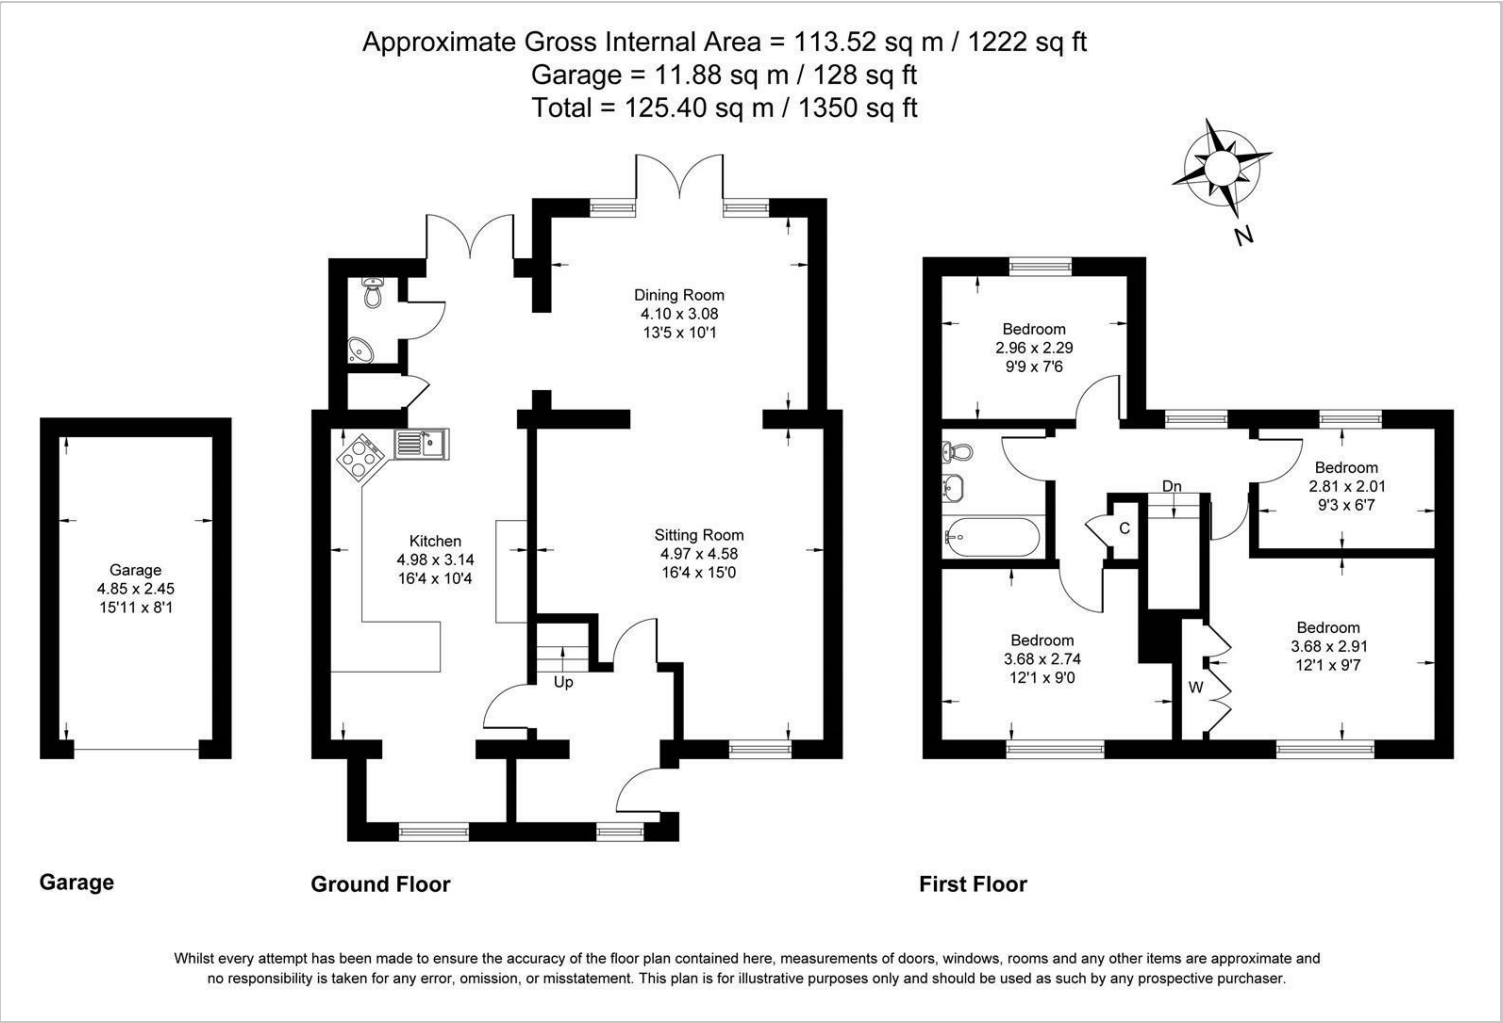 Approximate Gross Internal Area = 113.52 sq m / 1222 sq ft
Garage = 11.88 sq m / 128 sq ft
Total = 125.40 sq m / 1350 sq ft
N
Dining Room
4.10 x 3.08
13'5 x 10'1
Bedroom
2.96 x 2.29
9'9 x 7'6
Bedroom
2.81 x 2.01
9'3 x 6'7
Dn
C
Kitchen
4.98 x 3.14
16'4 x 10'4
Sitting Room
4.97 x 4.58
16'4 x 15'0
Garage
4.85 x 2.45
15'11 x 8'1
Up
Bedroom
3.68 x 2.74
12'1 x 9'0
Bedroom
3.68 x 2.91
12'1 x 9'7
W
Garage
Ground Floor
First Floor
Whilst every attempt has been made to ensure the accuracy of the floor plan contained here, measurements of doors, windows, rooms and any other items are approximate and
no responsibility is taken for any error, omission, or misstatement. This plan is for illustrative purposes only and should be used as such by any prospective purchaser.